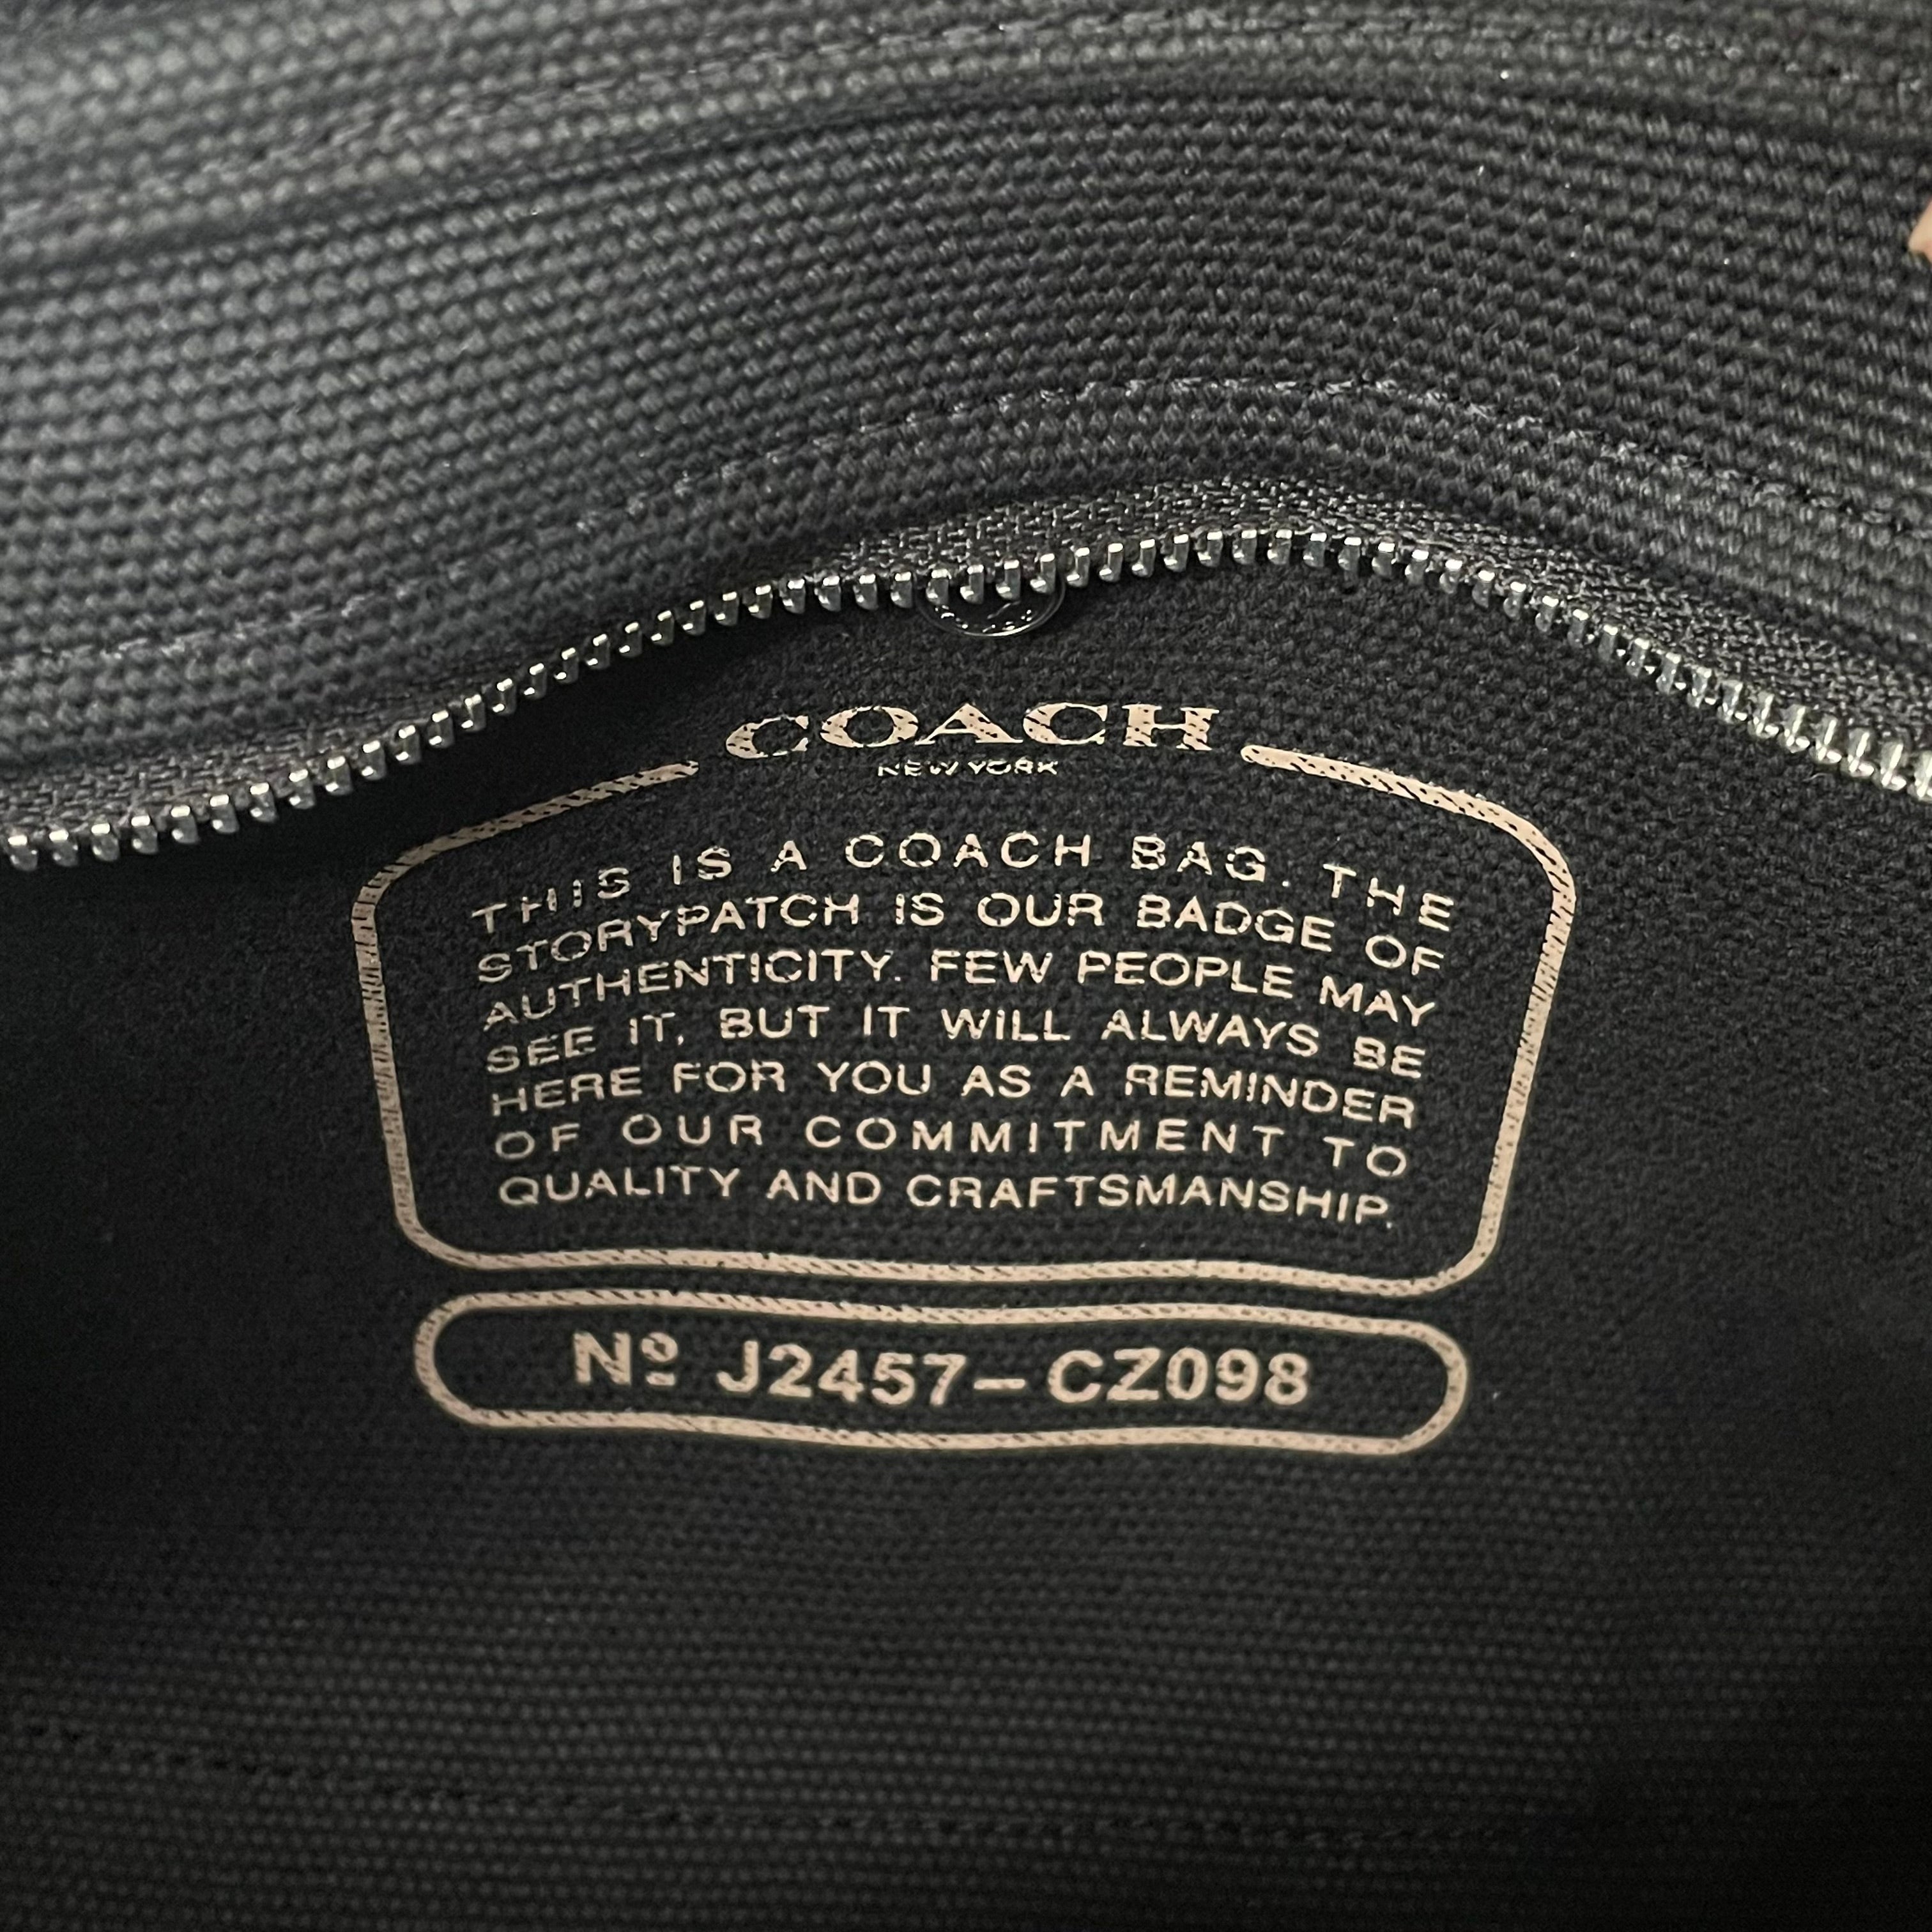 COACH
NEW YORK
THIS IS A COACH BAG. THE
STORYPATCH IS OUR BADGE OF
AUTHENTICITY. FEW PEOPLE MAY
SEE IT, BUT IT WILL ALWAYS BE
HERE FOR YOU AS A REMINDER
OF OUR COMMITMENT TO
QUALITY AND CRAFTSMANSHIP.
Nº J2457-CZ098